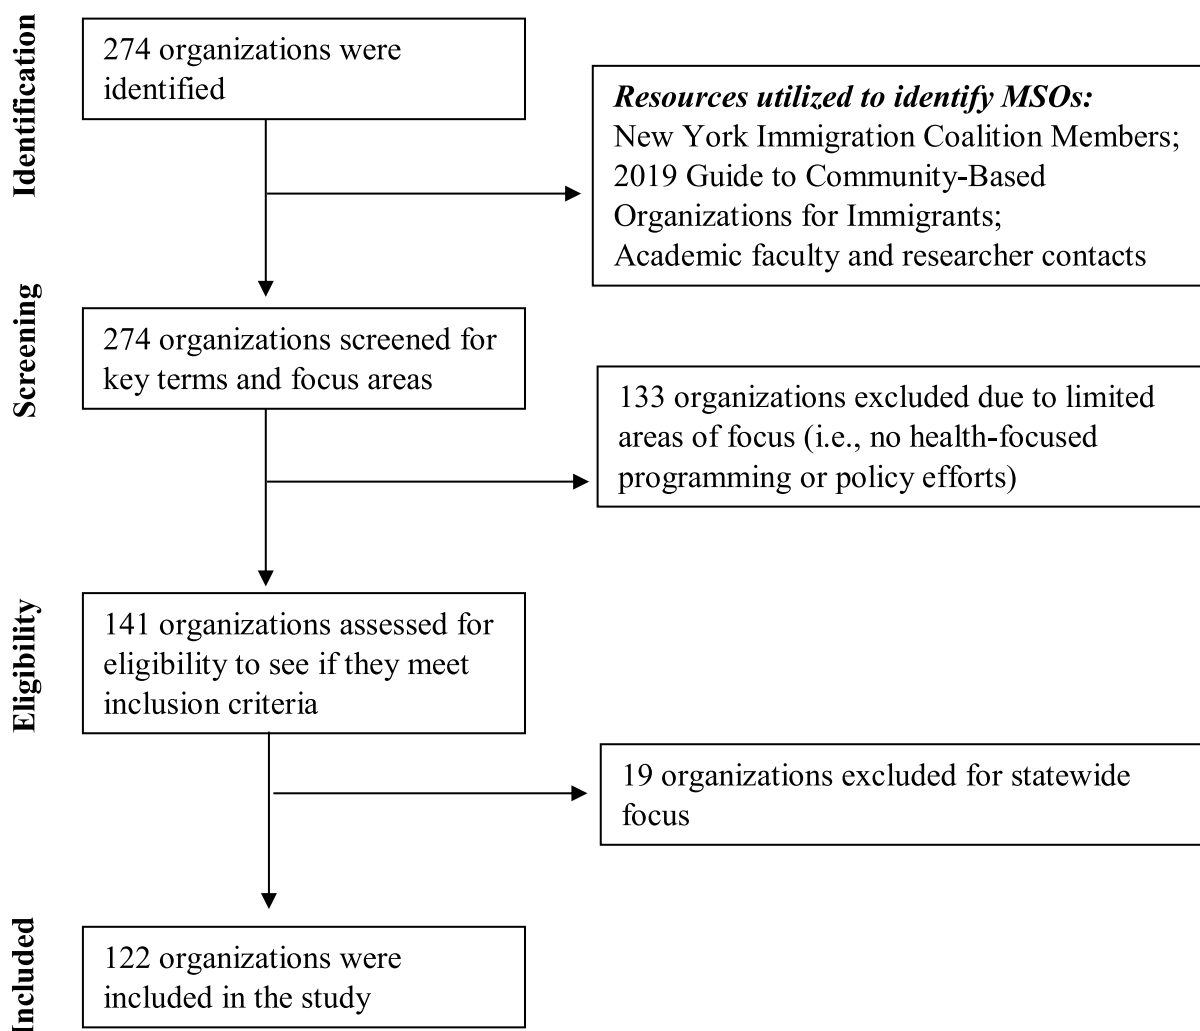 Identification
274 organizations were
identified
Resources utilized to identify MSOs:
New York Immigration Coalition Members;
2019 Guide to Community-Based
Organizations for Immigrants;
Academic faculty and researcher contacts
Screening
274 organizations screened for
key terms and focus areas
133 organizations excluded due to limited
areas of focus (i.e., no health-focused
programming or policy efforts)
Eligibility
141 organizations assessed for
eligibility to see if they meet
inclusion criteria
19 organizations excluded for statewide
focus
Included
122 organizations were
included in the study